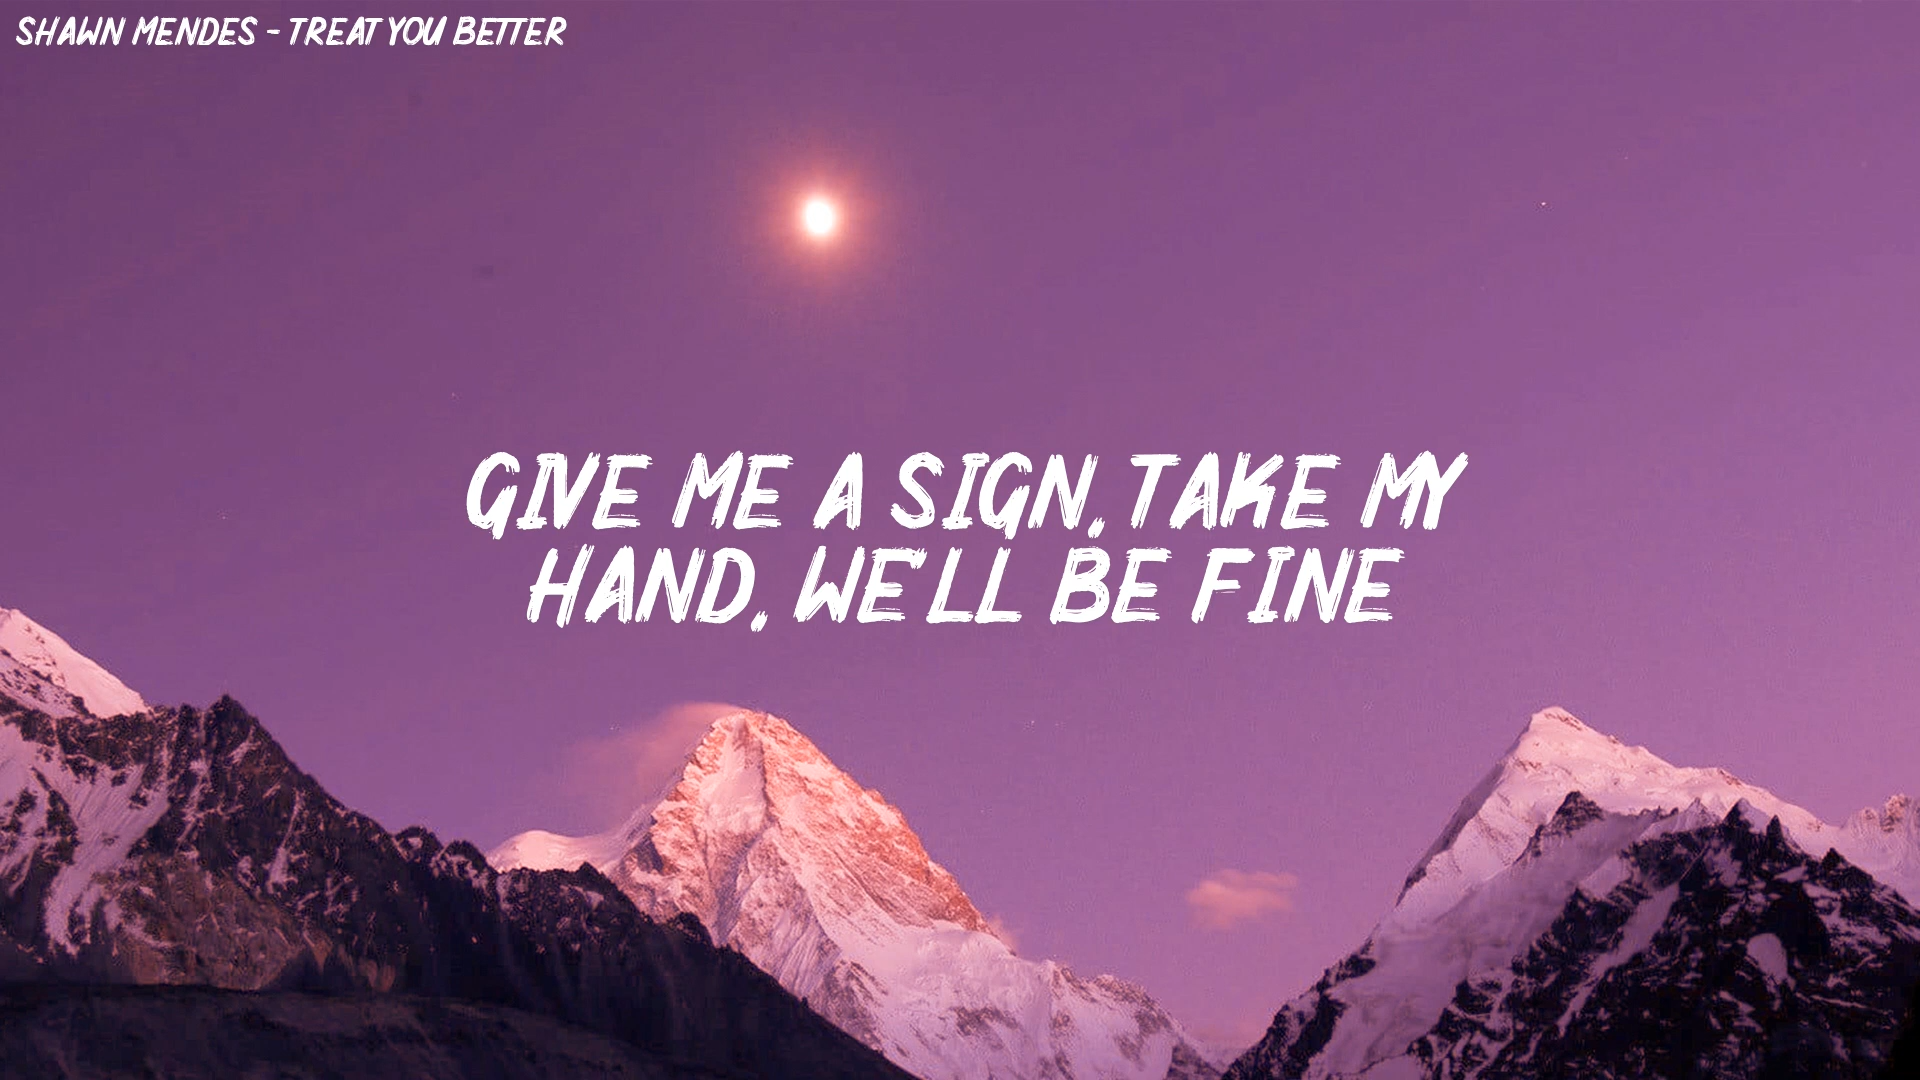 SHAWN MENDES - TREAT YOU BETTER
GIVE ME A SIGN, TAKE MY
HAND, WE'LL BE FINE